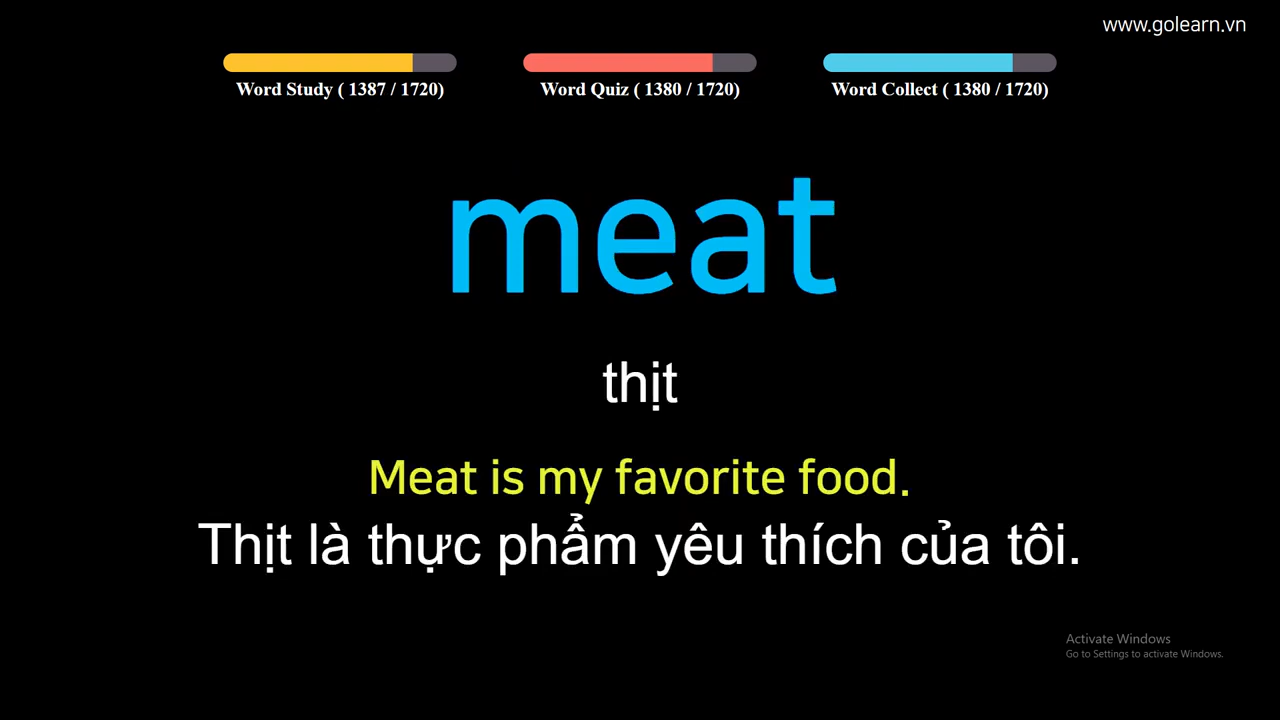 www.golearn.vn
Word Study ( 1387 / 1720)
Word Quiz ( 1380 / 1720)
Word Collect ( 1380 / 1720)
meat
thịt
Meat is my favorite food.
Thịt là thực phẩm yêu thích của tôi.
Activate Windows
Go to Settings to activate Windows.